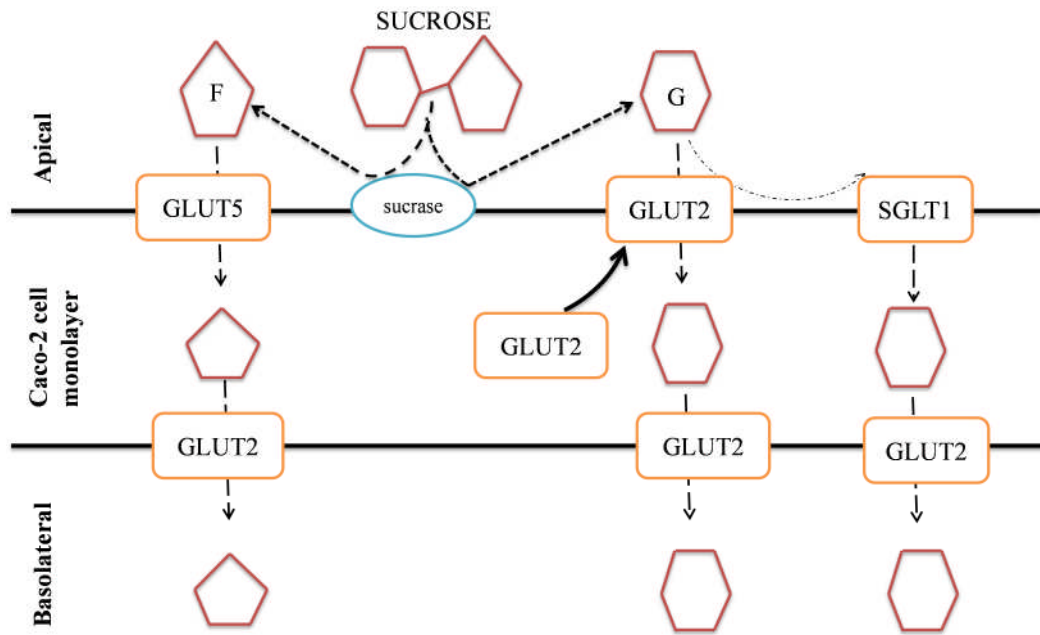 SUCROSE
F
G
Apical
GLUT5
sucrase
GLUT2
SGLT1
Caco-2 cell
monolayer
GLUT2
GLUT2
GLUT2
GLUT2
Basolateral